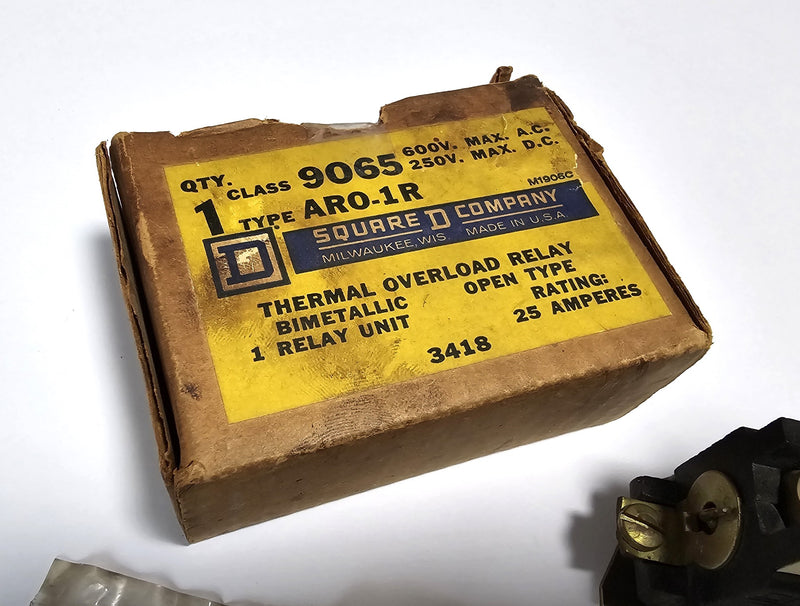 QTY. CLASS 9065 600V. MAX. A.C.
250V. MAX. D.C.
1 TYPE ARO-1R M1906C
D SQUARE D COMPANY
MILWAUKEE, WIS. MADE IN U.S.A.
THERMAL OVERLOAD RELAY
BIMETALLIC OPEN TYPE
1 RELAY UNIT RATING:
25 AMPERES
3418